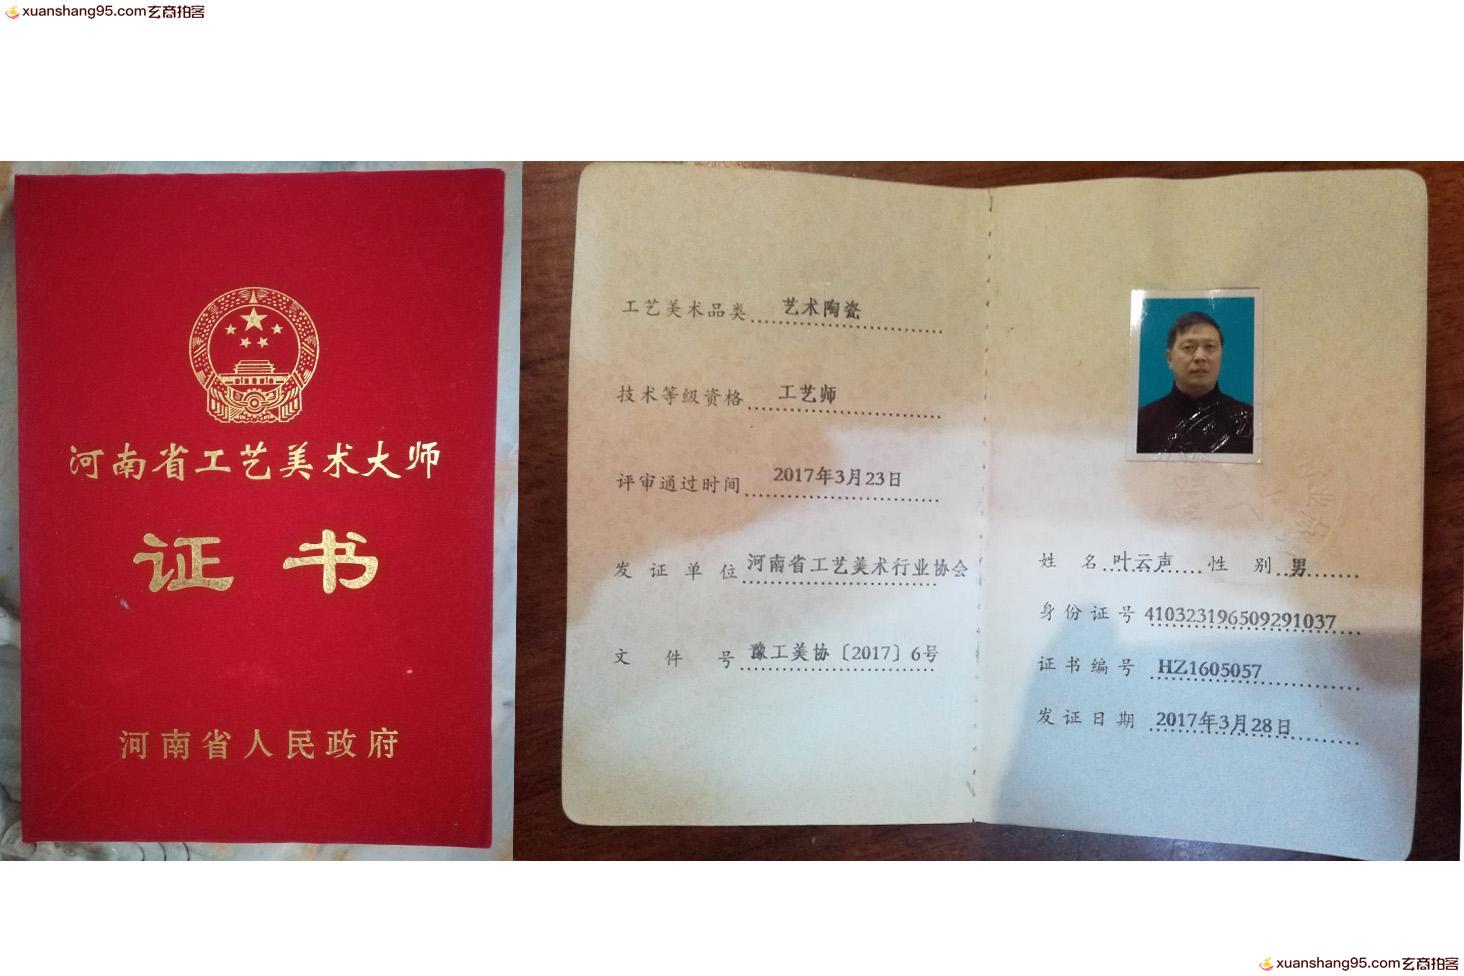 xuanshang95.com玄商拍客
河南省工艺美术大师
证书
河南省人民政府
工艺美术品类 艺术陶瓷
技术等级资格 工艺师
评审通过时间 2017年3月23日
发证单位 河南省工艺美术行业协会
文件号 豫工美协〔2017〕6号
姓名 叶云声 性别 男
身份证号 410323196509291037
证书编号 HZ1605057
发证日期 2017年3月28日
xuanshang95.com玄商拍客